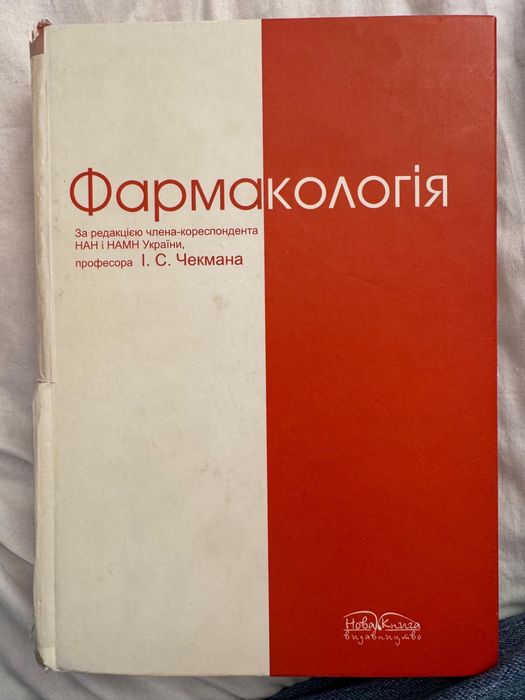 Фармакологія
За редакцією члена-кореспондента
НАН і НАМН України,
професора І. С. Чекмана
Нова Книга
видавництво